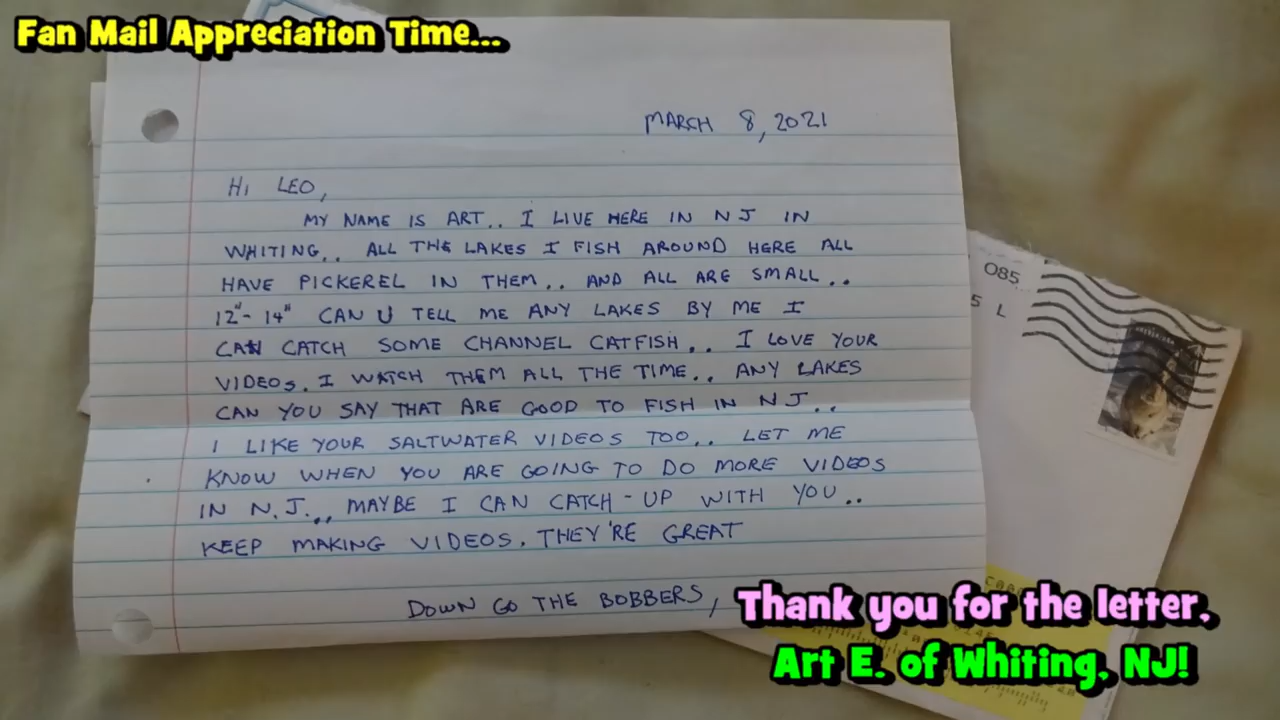 Fan Mail Appreciation Time...
MARCH 8, 2021
HI LEO,
MY NAME IS ART.. I LIVE HERE IN NJ IN
WHITING.. ALL THE LAKES I FISH AROUND HERE ALL
HAVE PICKEREL IN THEM.. AND ALL ARE SMALL..
12"- 14" CAN U TELL ME ANY LAKES BY ME I
CAN CATCH SOME CHANNEL CATFISH.. I LOVE YOUR
VIDEOS. I WATCH THEM ALL THE TIME.. ANY LAKES
CAN YOU SAY THAT ARE GOOD TO FISH IN NJ..
I LIKE YOUR SALTWATER VIDEOS TOO.. LET ME
KNOW WHEN YOU ARE GOING TO DO MORE VIDEOS
IN N.J... MAYBE I CAN CATCH-UP WITH YOU..
KEEP MAKING VIDEOS. THEY'RE GREAT
DOWN GO THE BOBBERS,
085
5 L
Thank you for the letter,
Art E. of Whiting, NJ!